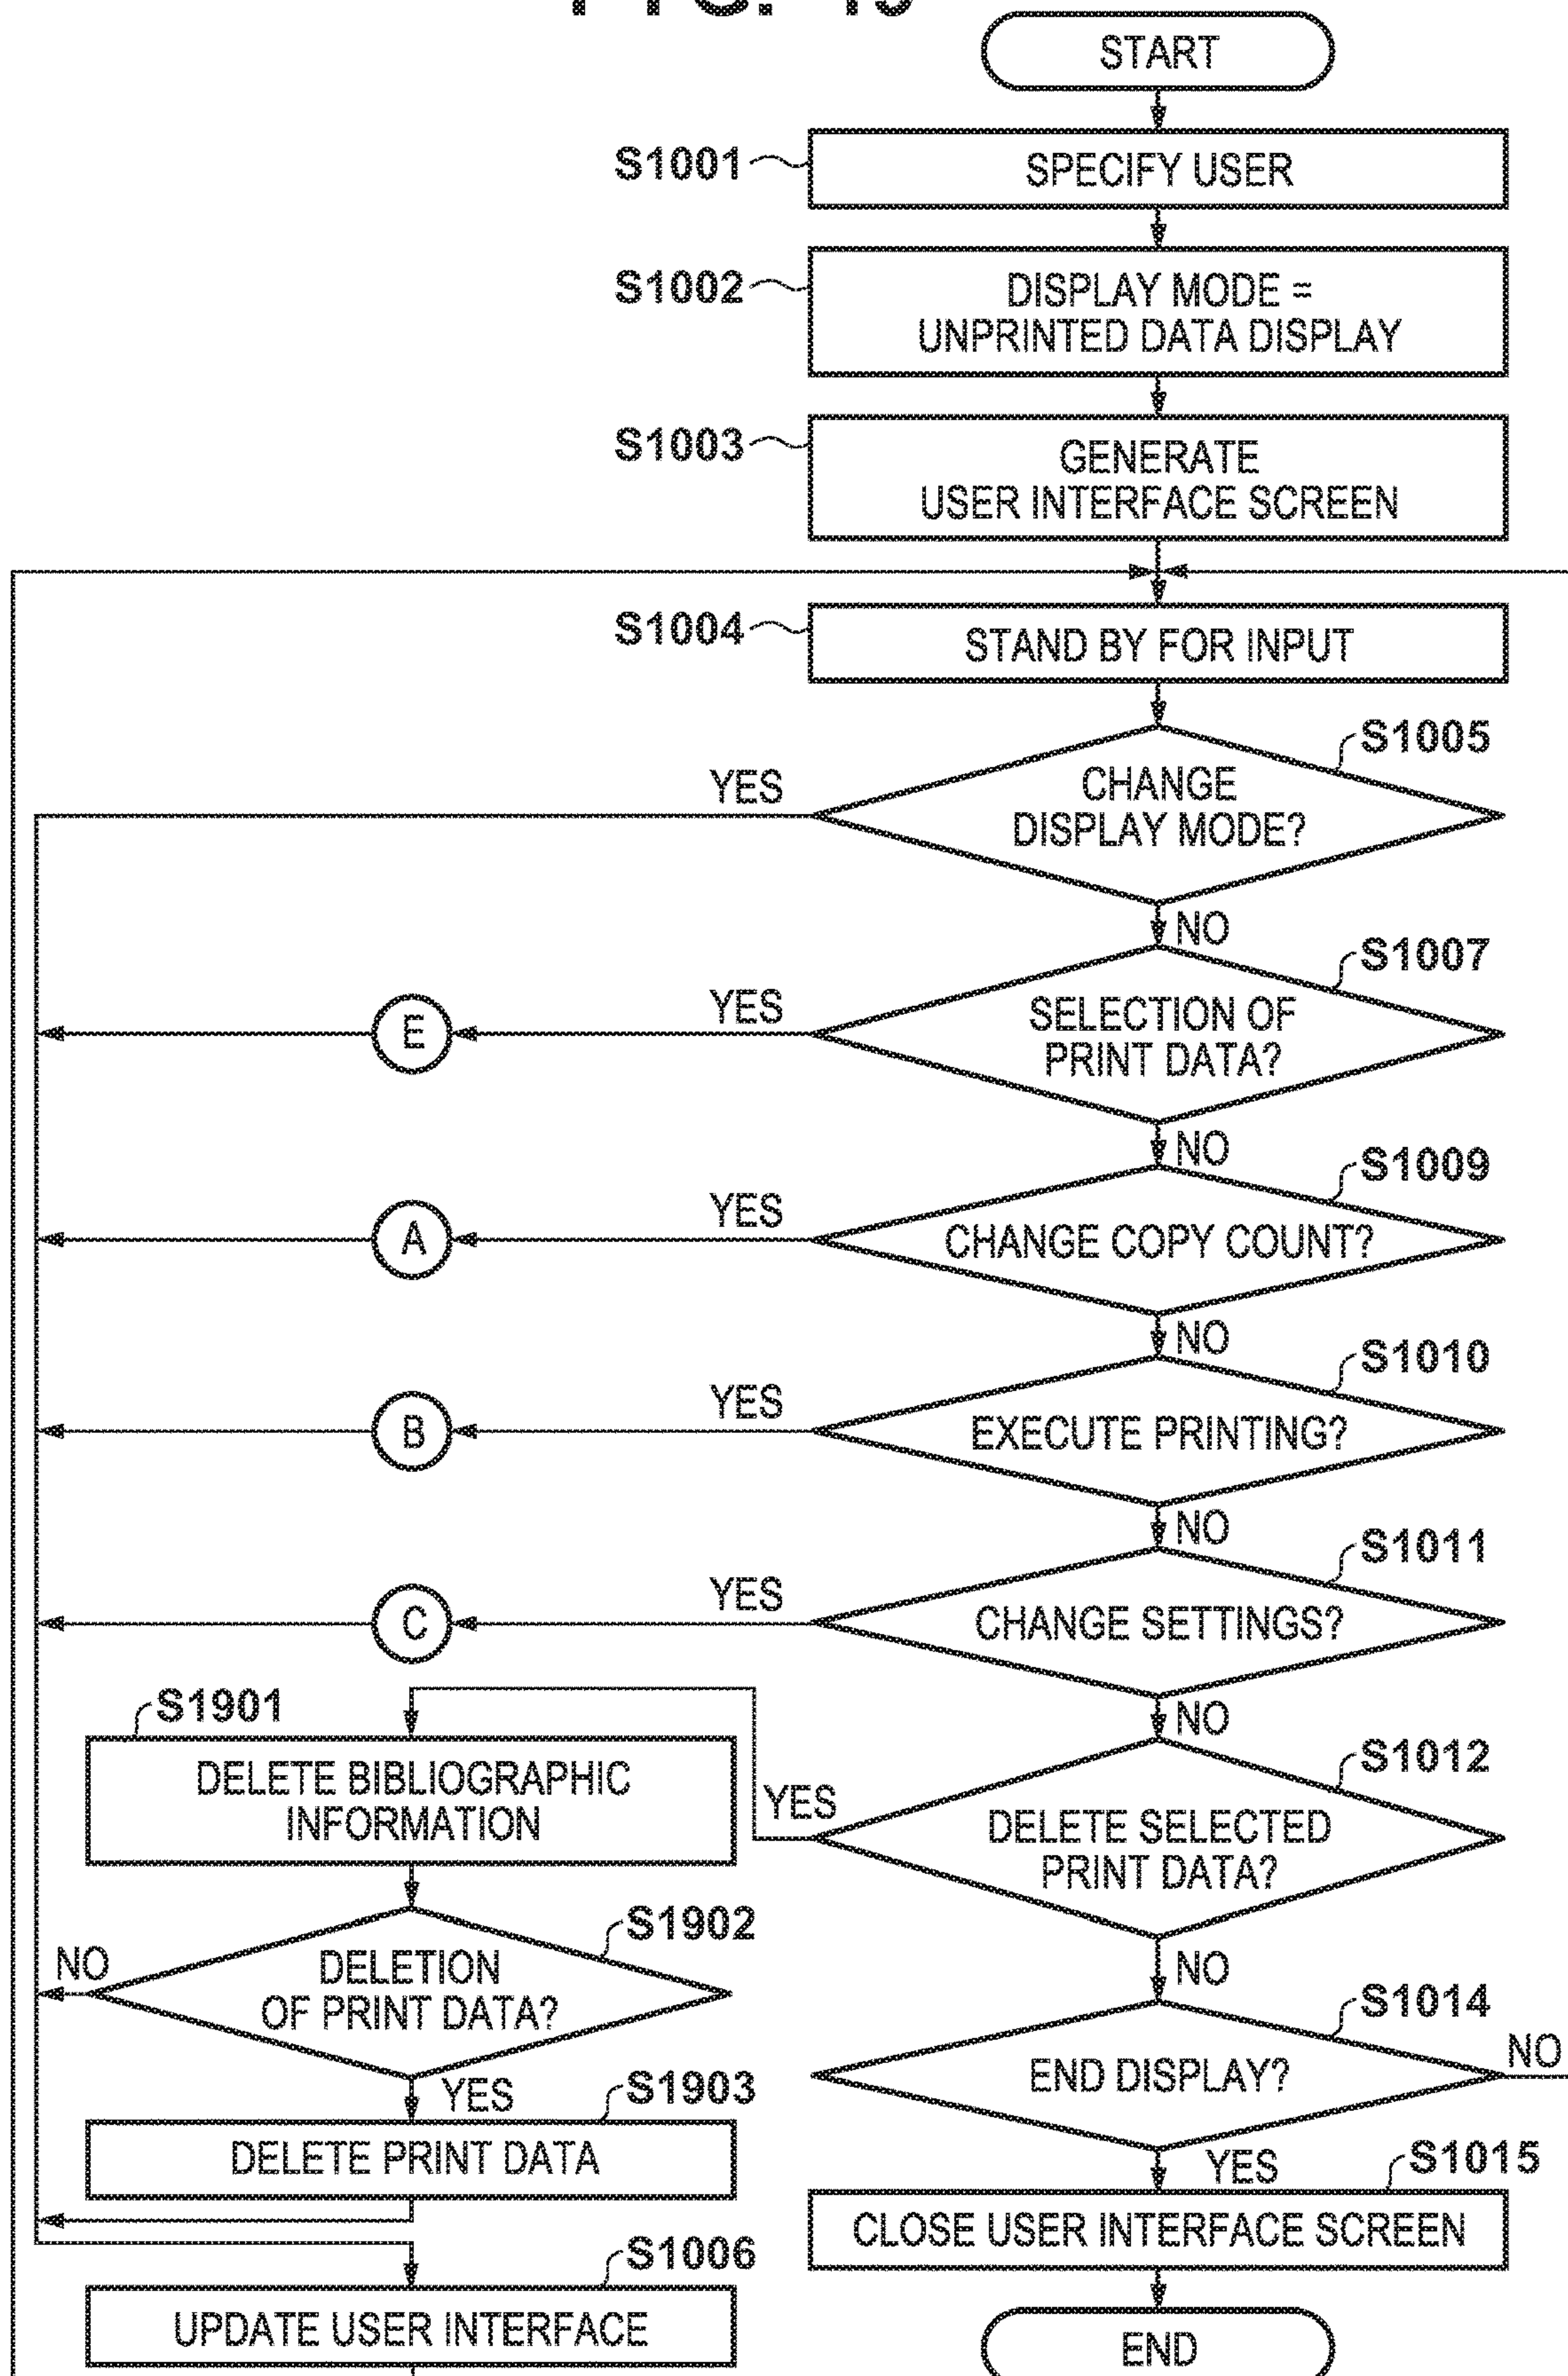 START
S1001
SPECIFY USER
S1002
DISPLAY MODE =
UNPRINTED DATA DISPLAY
S1003
GENERATE
USER INTERFACE SCREEN
S1004
STAND BY FOR INPUT
S1005
YES
CHANGE
DISPLAY MODE?
NO
S1007
E
YES
SELECTION OF
PRINT DATA?
NO
S1009
A
YES
CHANGE COPY COUNT?
NO
S1010
B
YES
EXECUTE PRINTING?
NO
S1011
C
YES
CHANGE SETTINGS?
NO
S1012
YES
DELETE SELECTED
PRINT DATA?
S1901
DELETE BIBLIOGRAPHIC
INFORMATION
S1902
NO
DELETION
OF PRINT DATA?
YES
S1903
DELETE PRINT DATA
NO
S1014
END DISPLAY?
NO
YES
S1015
CLOSE USER INTERFACE SCREEN
S1006
UPDATE USER INTERFACE
END